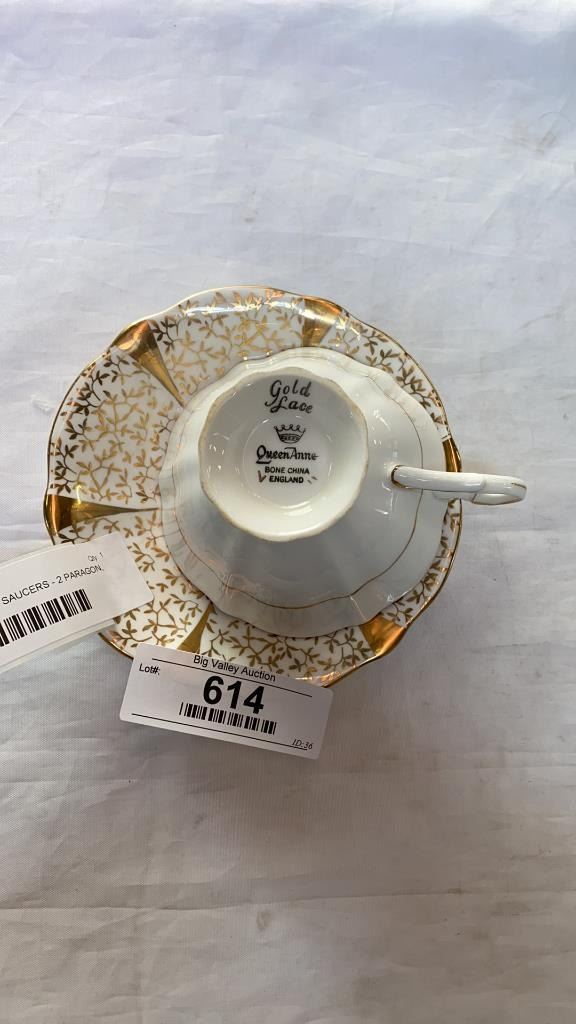 Gold
Lace
Queen Anne
BONE CHINA
ENGLAND
Qty: 1
SAUCERS - 2 PARAGON,
Big Valley Auction
Lot#:
614
ID:36